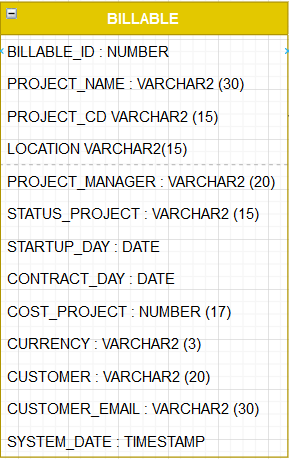 BILLABLE
BILLABLE_ID : NUMBER
PROJECT_NAME : VARCHAR2 (30)
PROJECT_CD VARCHAR2 (15)
LOCATION VARCHAR2(15)
PROJECT_MANAGER : VARCHAR2 (20)
STATUS_PROJECT : VARCHAR2 (15)
STARTUP_DAY : DATE
CONTRACT_DAY : DATE
COST_PROJECT : NUMBER (17)
CURRENCY : VARCHAR2 (3)
CUSTOMER : VARCHAR2 (20)
CUSTOMER_EMAIL : VARCHAR2 (30)
SYSTEM_DATE : TIMESTAMP